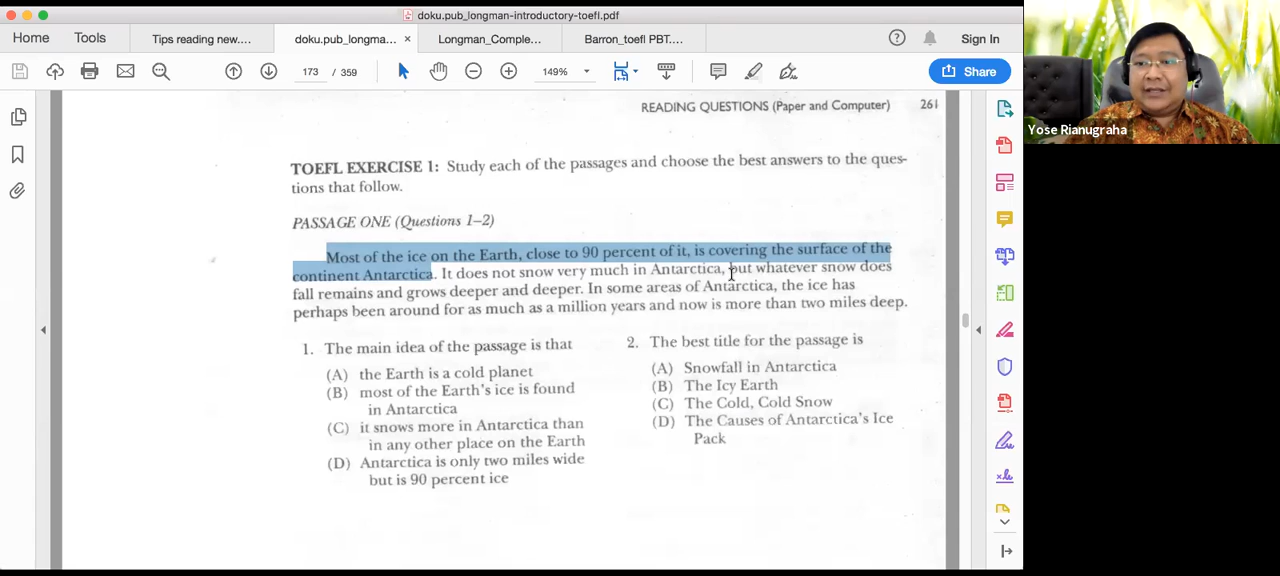 doku.pub_longman-introductory-toefl.pdf
Home Tools Tips reading new.... doku.pub_longma... × Longman_Comple... Barron_toefl PBT.... Sign In
173 / 359 149% Share
READING QUESTIONS (Paper and Computer) 261
Yose Rianugraha
TOEFL EXERCISE 1: Study each of the passages and choose the best answers to the ques-
tions that follow.
PASSAGE ONE (Questions 1–2)
Most of the ice on the Earth, close to 90 percent of it, is covering the surface of the
continent Antarctica. It does not snow very much in Antarctica, but whatever snow does
fall remains and grows deeper and deeper. In some areas of Antarctica, the ice has
perhaps been around for as much as a million years and now is more than two miles deep.
1. The main idea of the passage is that
(A) the Earth is a cold planet
(B) most of the Earth's ice is found
in Antarctica
(C) it snows more in Antarctica than
in any other place on the Earth
(D) Antarctica is only two miles wide
but is 90 percent ice
2. The best title for the passage is
(A) Snowfall in Antarctica
(B) The Icy Earth
(C) The Cold, Cold Snow
(D) The Causes of Antarctica's Ice
Pack